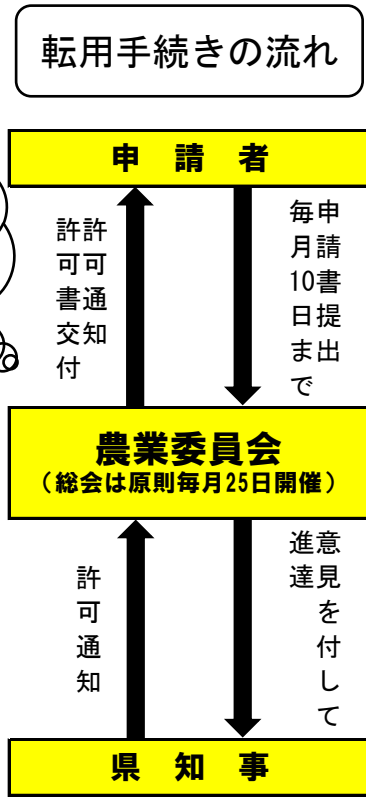 転用手続きの流れ
申請者
許可通知
許可書交付
申請書提出
毎月10日まで
農業委員会
（総会は原則毎月25日開催）
許可通知
意見を付して
進達
県知事